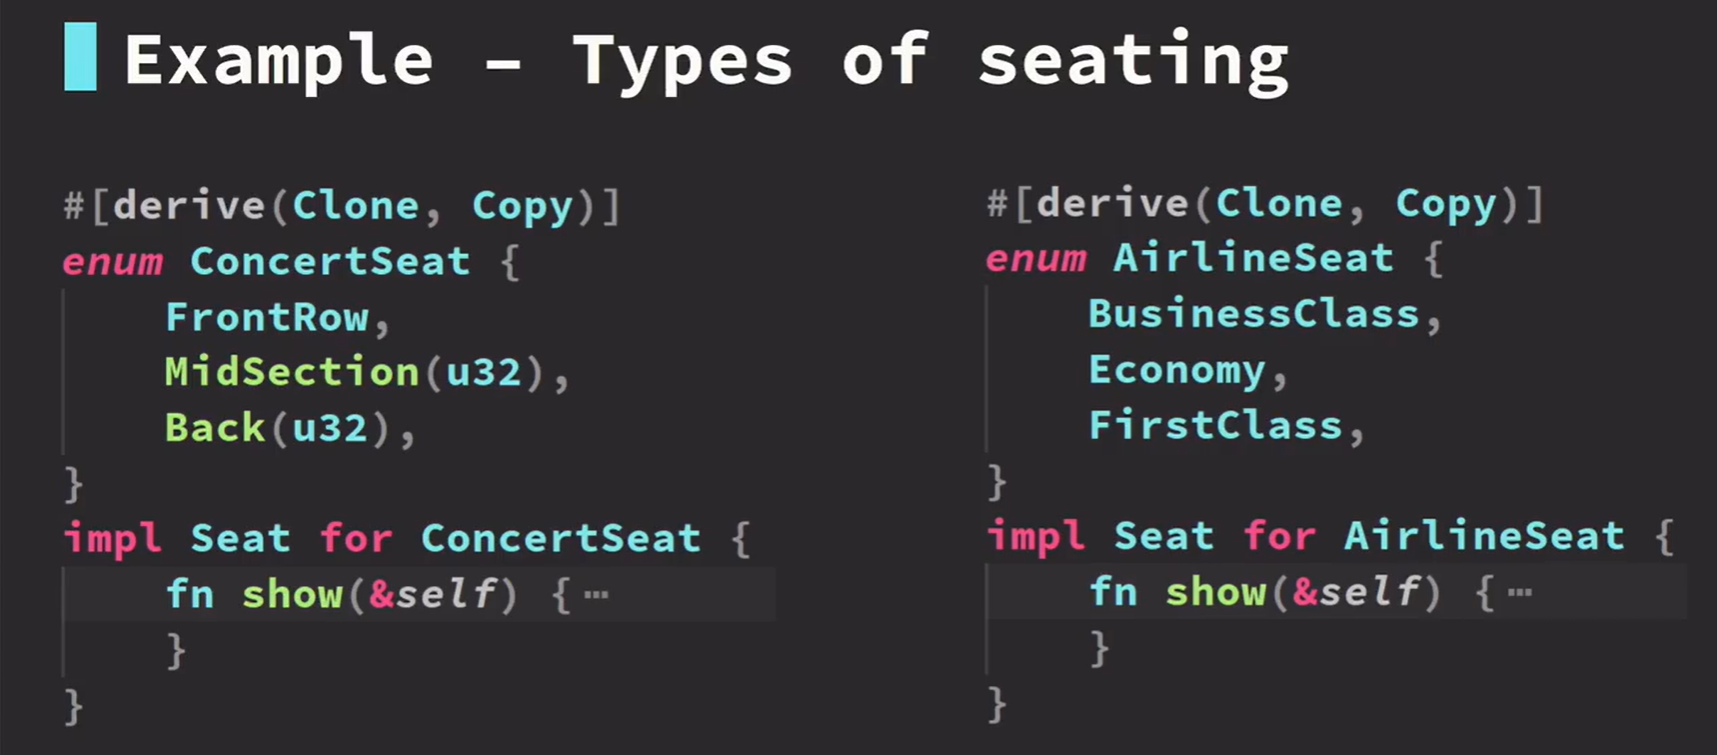 Example – Types of seating
#[derive(Clone, Copy)]
enum ConcertSeat {
    FrontRow,
    MidSection(u32),
    Back(u32),
}
impl Seat for ConcertSeat {
    fn show(&self) {⋯
    }
}
#[derive(Clone, Copy)]
enum AirlineSeat {
    BusinessClass,
    Economy,
    FirstClass,
}
impl Seat for AirlineSeat {
    fn show(&self) {⋯
    }
}